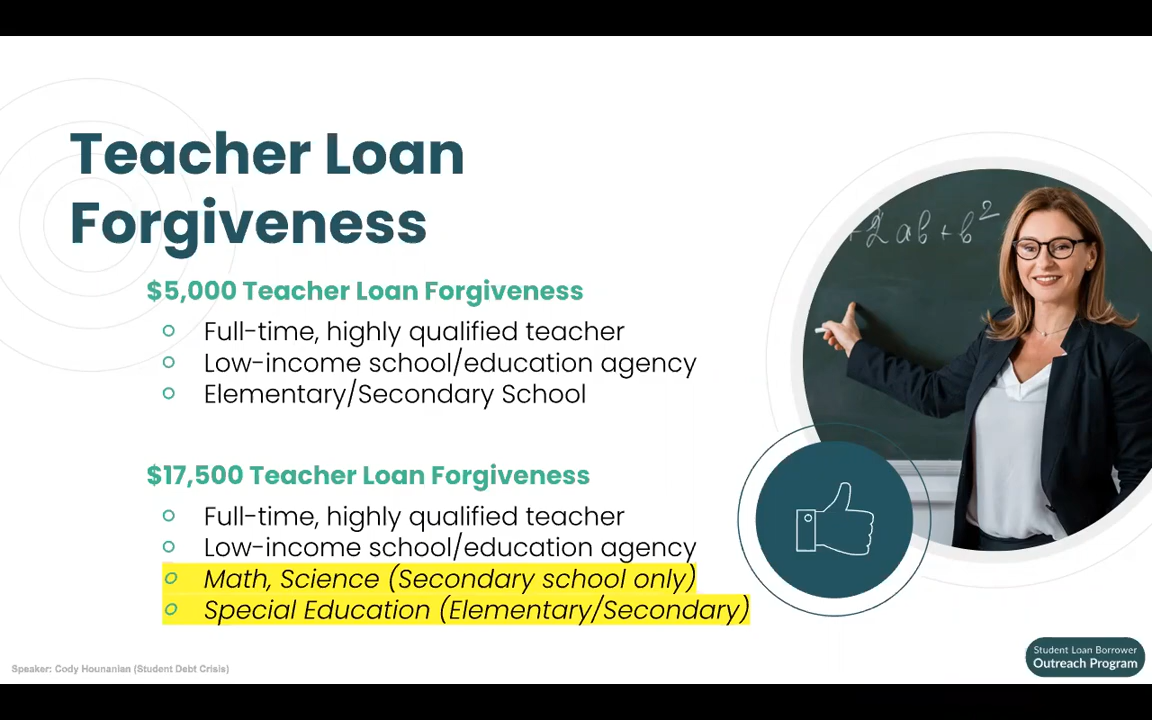 Teacher Loan
Forgiveness
$5,000 Teacher Loan Forgiveness
Full-time, highly qualified teacher
Low-income school/education agency
Elementary/Secondary School
$17,500 Teacher Loan Forgiveness
Full-time, highly qualified teacher
Low-income school/education agency
Math, Science (Secondary school only)
Special Education (Elementary/Secondary)
+2ab+b²
Speaker: Cody Hounanian (Student Debt Crisis)
Student Loan Borrower
Outreach Program